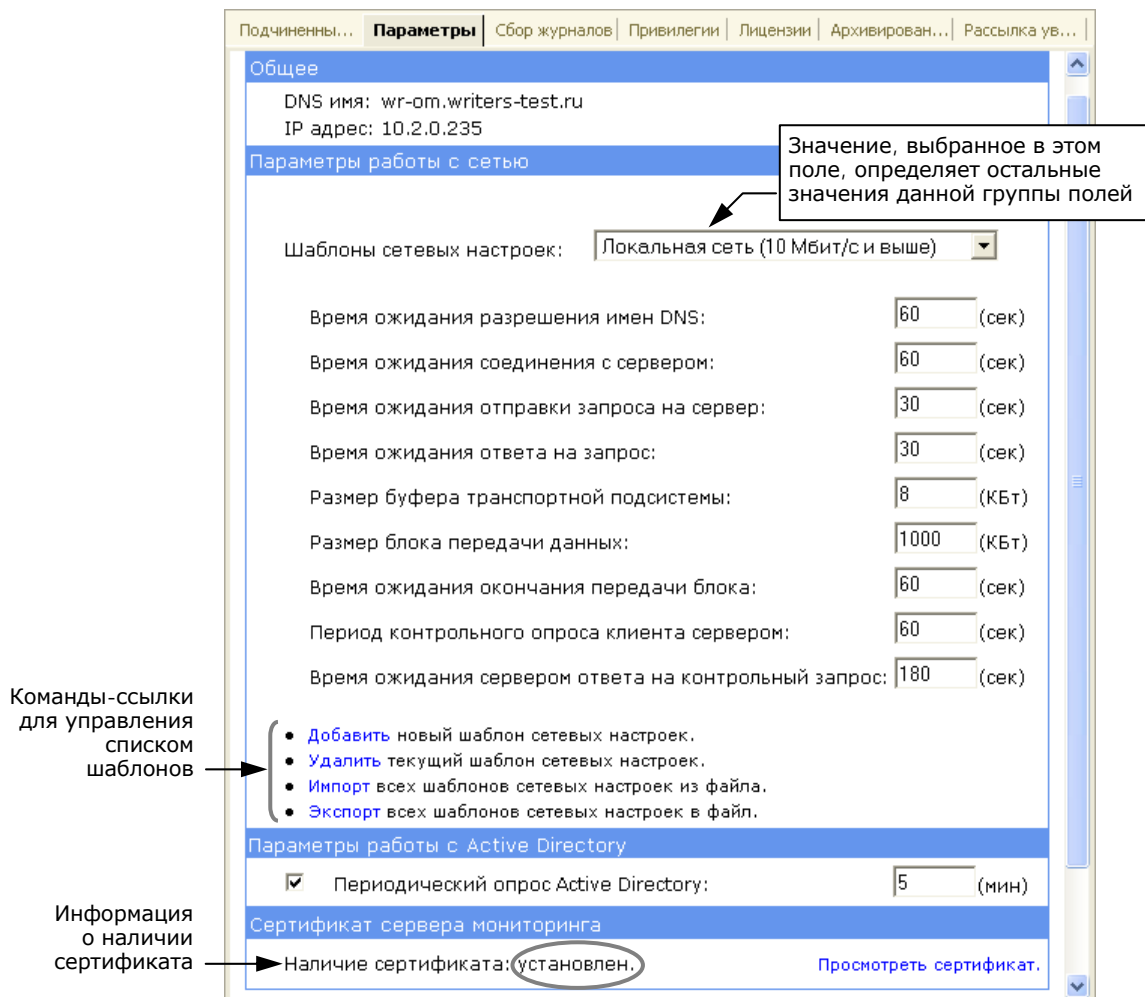 Подчиненны... Параметры Сбор журналов Привилегии Лицензии Архивирован... Рассылка ув...
Общее
DNS имя: wr-om.writers-test.ru
IP адрес: 10.2.0.235
Значение, выбранное в этом
поле, определяет остальные
значения данной группы полей
Параметры работы с сетью
Шаблоны сетевых настроек: Локальная сеть (10 Мбит/с и выше)
Время ожидания разрешения имен DNS: 60 (сек)
Время ожидания соединения с сервером: 60 (сек)
Время ожидания отправки запроса на сервер: 30 (сек)
Время ожидания ответа на запрос: 30 (сек)
Размер буфера транспортной подсистемы: 8 (КБт)
Размер блока передачи данных: 1000 (КБт)
Время ожидания окончания передачи блока: 60 (сек)
Период контрольного опроса клиента сервером: 60 (сек)
Время ожидания сервером ответа на контрольный запрос: 180 (сек)
Команды-ссылки
для управления
списком
шаблонов
• Добавить новый шаблон сетевых настроек.
• Удалить текущий шаблон сетевых настроек.
• Импорт всех шаблонов сетевых настроек из файла.
• Экспорт всех шаблонов сетевых настроек в файл.
Параметры работы с Active Directory
Периодический опрос Active Directory: 5 (мин)
Информация
о наличии
сертификата
Сертификат сервера мониторинга
Наличие сертификата: установлен. Просмотреть сертификат.